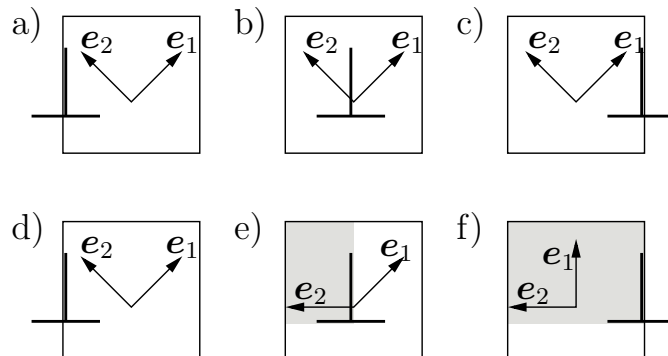 a) e₂ e₁ b) e₂ e₁ c) e₂ e₁
d) e₂ e₁ e) e₂ e₁ f) e₂ e₁